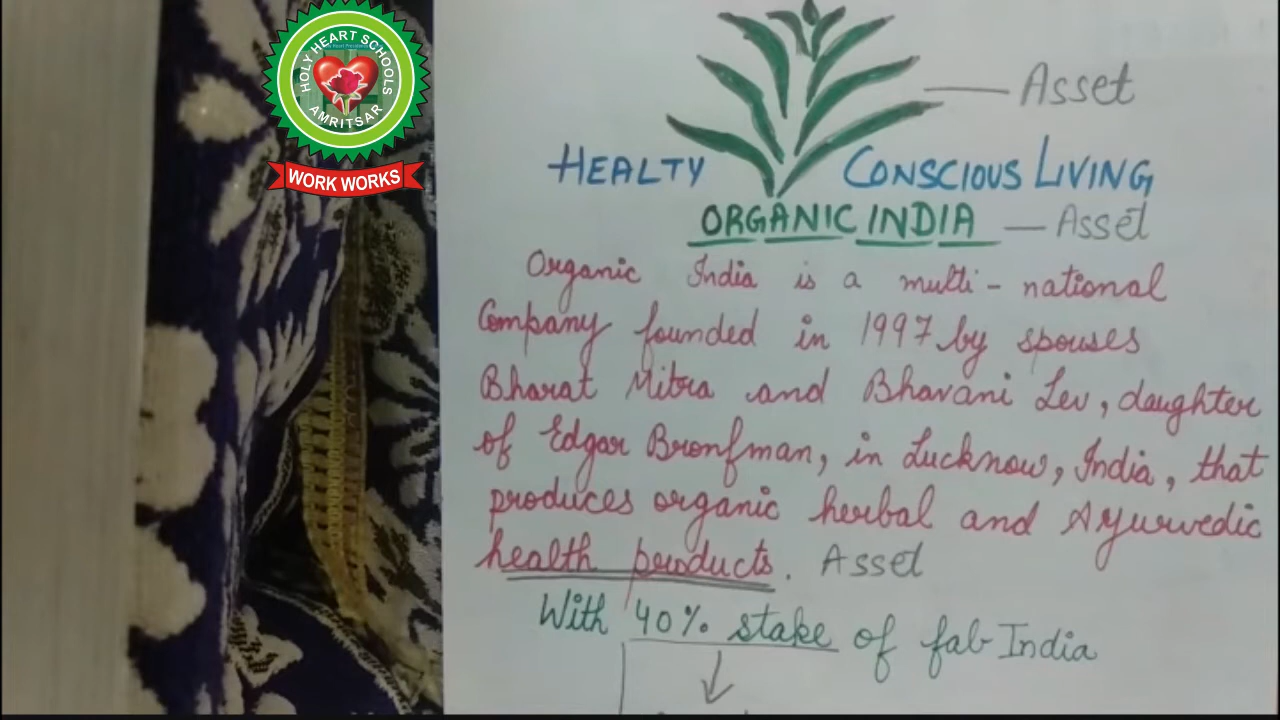 HOLY HEART SCHOOLS
AMRITSAR
WORK WORKS
Asset
HEALTY CONSCIOUS LIVING
ORGANIC INDIA — Asset
Organic India is a multi-national
Company founded in 1997 by spouses
Bharat Mitra and Bhavani Lev, daughter
of Edgar Bronfman, in Lucknow, India, that
produces organic herbal and Ayurvedic
health products. Asset
With 40% stake of fab India